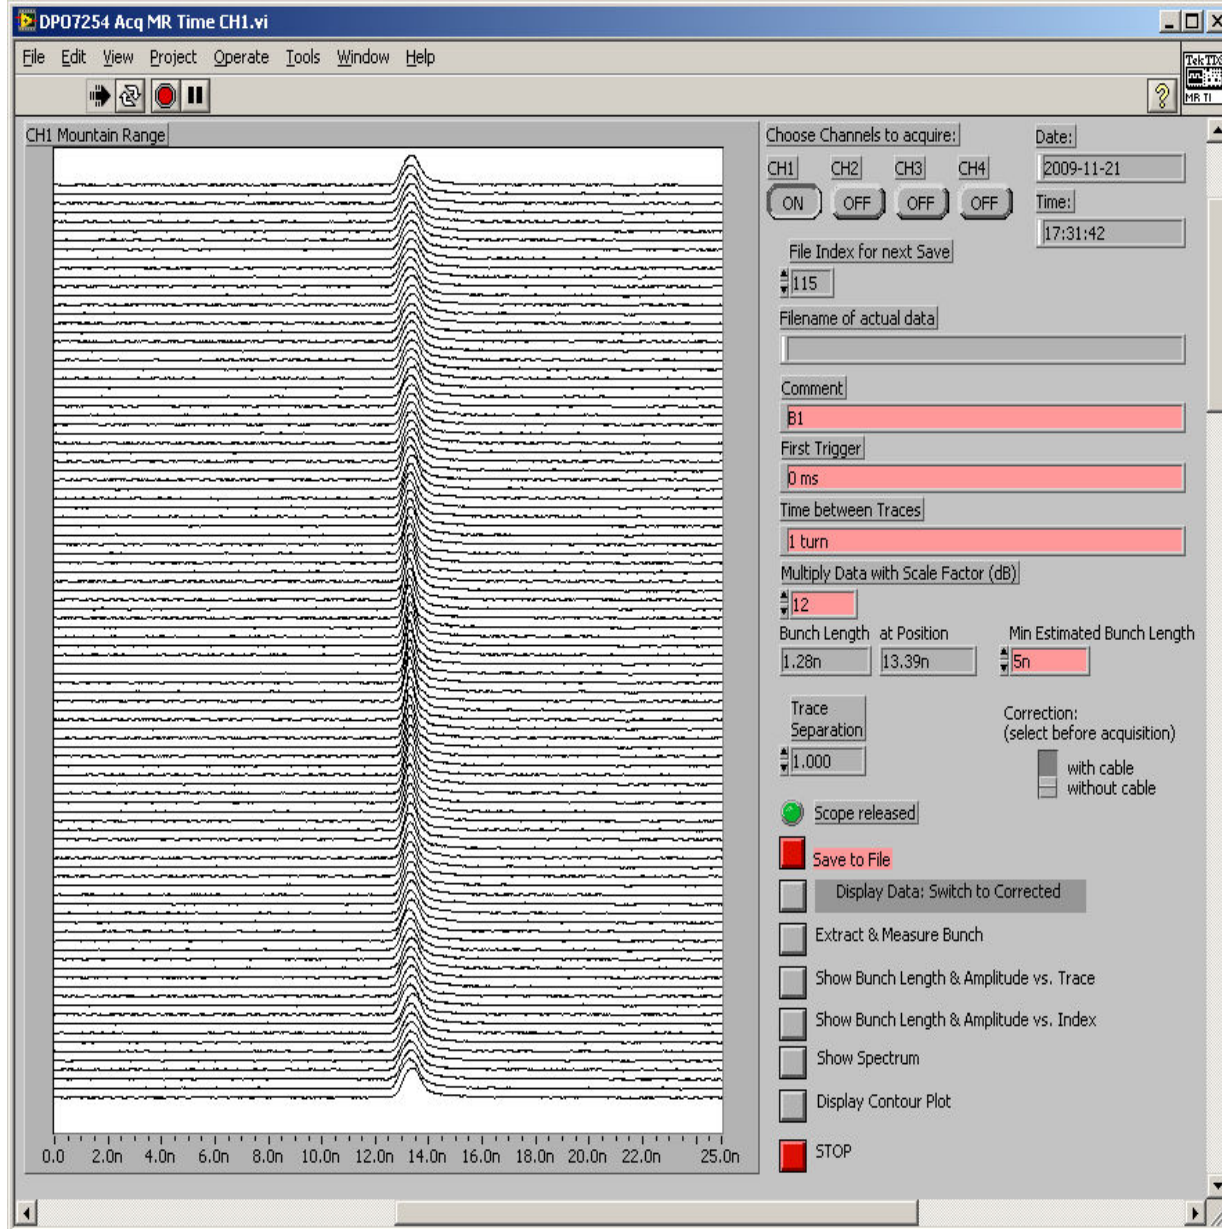 DPO7254 Acq MR Time CH1.vi
File Edit View Project Operate Tools Window Help
TekTDS
MR TI
CH1 Mountain Range
0.0 2.0n 4.0n 6.0n 8.0n 10.0n 12.0n 14.0n 16.0n 18.0n 20.0n 22.0n 25.0n
Choose Channels to acquire:
CH1 CH2 CH3 CH4
ON OFF OFF OFF
Date:
2009-11-21
Time:
17:31:42
File Index for next Save
115
Filename of actual data
Comment
B1
First Trigger
0 ms
Time between Traces
1 turn
Multiply Data with Scale Factor (dB)
12
Bunch Length at Position Min Estimated Bunch Length
1.28n 13.39n 5n
Trace
Separation
1.000
Correction:
(select before acquisition)
with cable
without cable
Scope released
Save to File
Display Data: Switch to Corrected
Extract & Measure Bunch
Show Bunch Length & Amplitude vs. Trace
Show Bunch Length & Amplitude vs. Index
Show Spectrum
Display Contour Plot
STOP